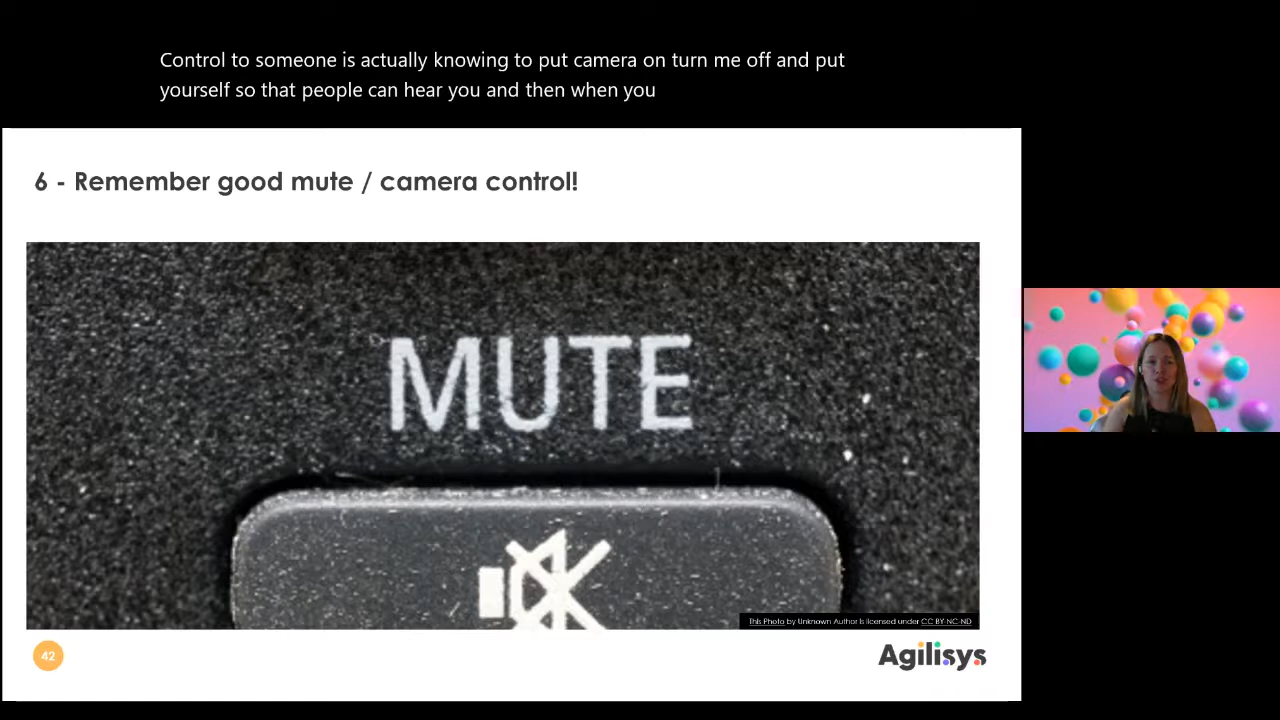 Control to someone is actually knowing to put camera on turn me off and put
yourself so that people can hear you and then when you
6 - Remember good mute / camera control!
MUTE
This Photo by Unknown Author is licensed under CC BY-NC-ND
42
Agilisys